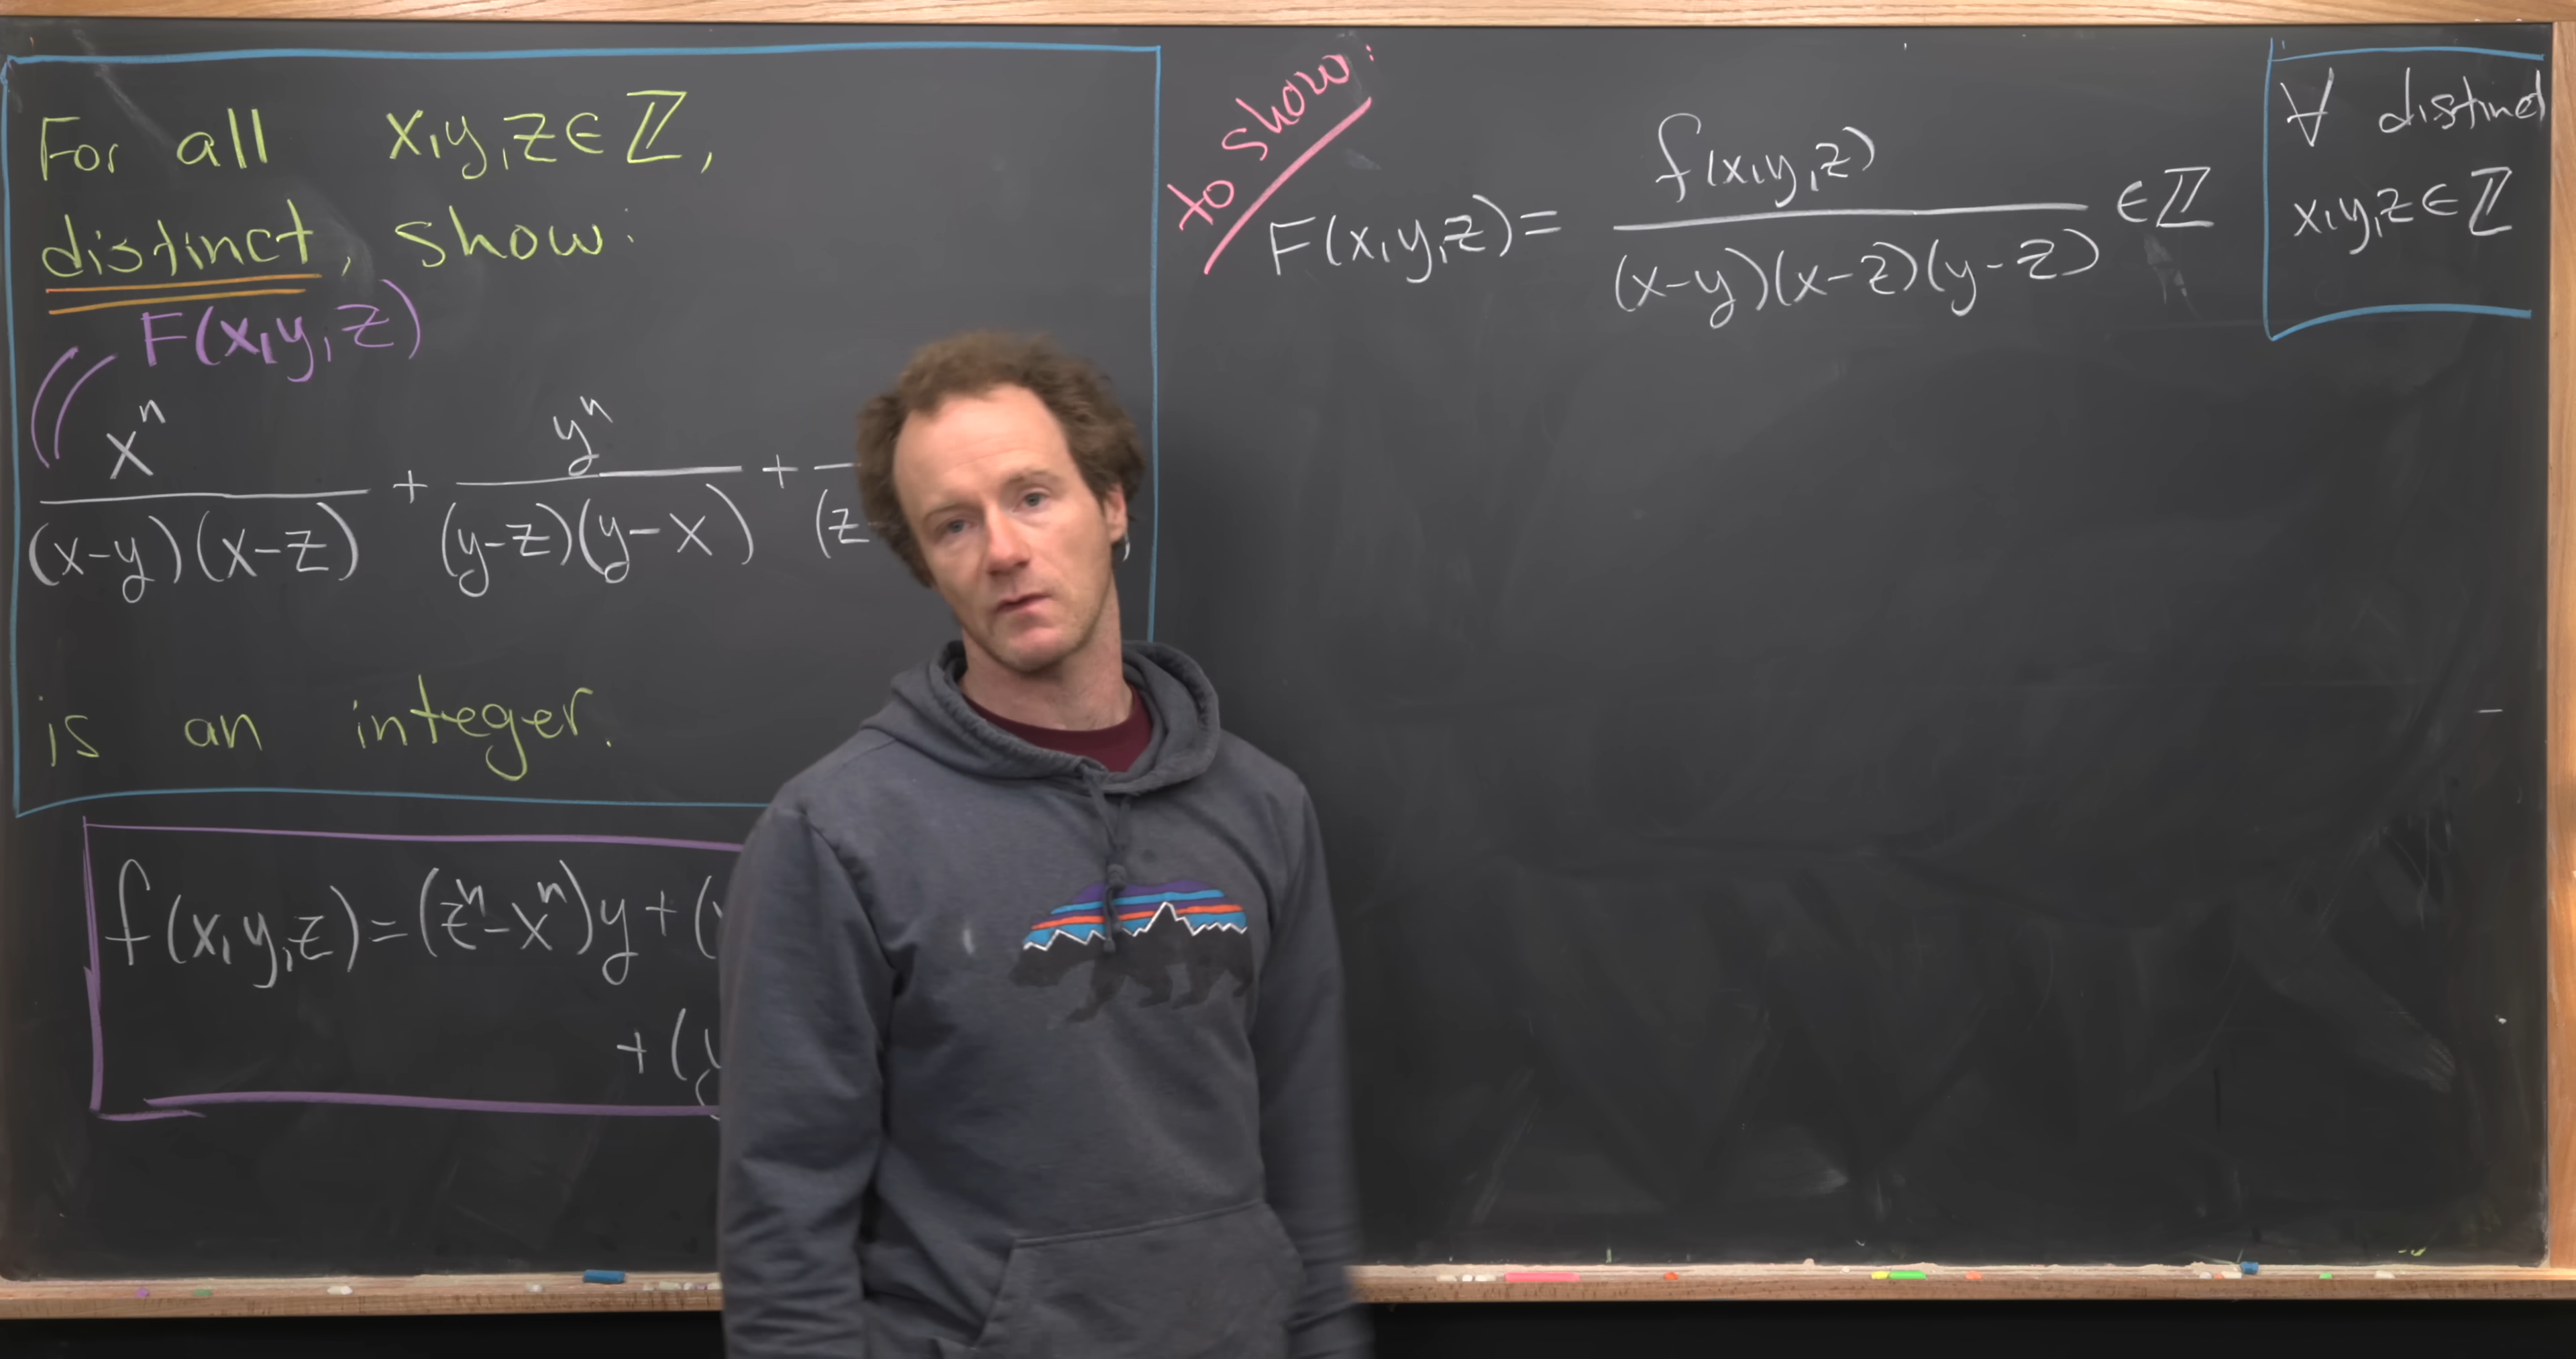 For all x,y,z∈ℤ,
distinct, show:
F(x,y,z)
x^n/((x-y)(x-z)) + y^n/((y-z)(y-x)) + /(z-
is an integer.
f(x,y,z)=(z^n-x^n)y+(
+(y
to show:
F(x,y,z)= f(x,y,z)/((x-y)(x-z)(y-z)) ∈ℤ
∀ distinct
x,y,z∈ℤ